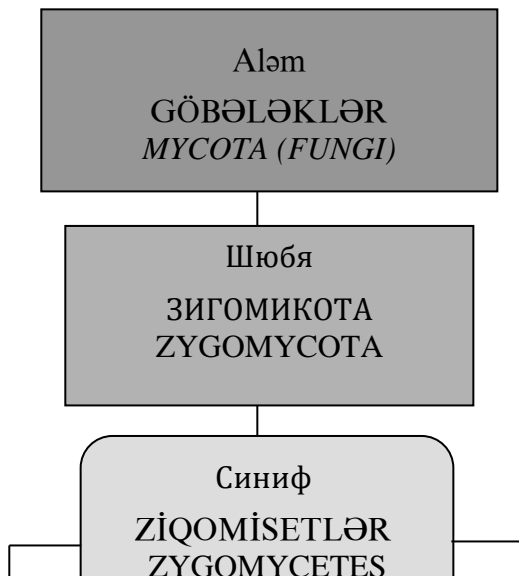 Aləm
GÖBƏLƏKLƏR
MYCOTA (FUNGI)
Шюбя
ЗИГОМИКОТА
ZYGOMYCOTA
Синиф
ZİQOMİSETLƏR
ZYGOMYCETES